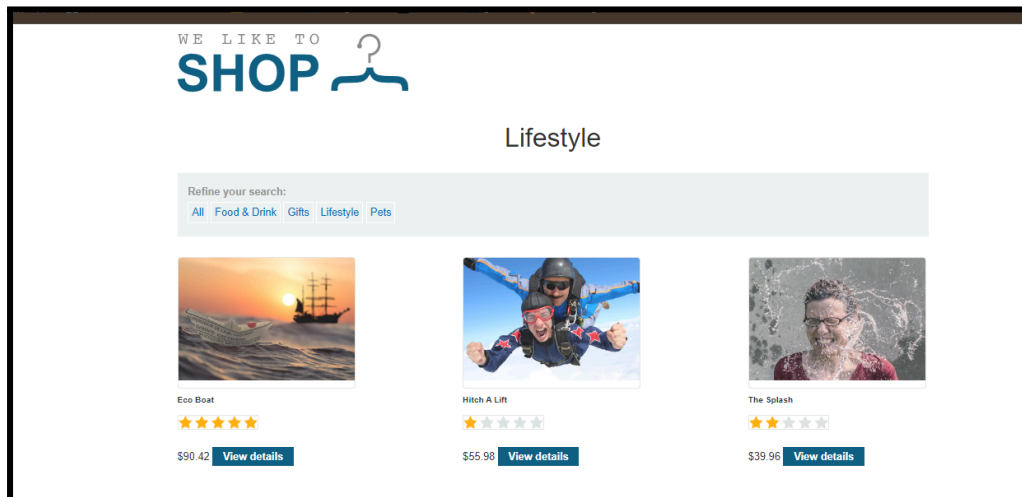 WE LIKE TO
SHOP
Lifestyle
Refine your search:
All Food & Drink Gifts Lifestyle Pets
Eco Boat
Hitch A Lift
The Splash
$90.42 View details
$55.98 View details
$39.96 View details